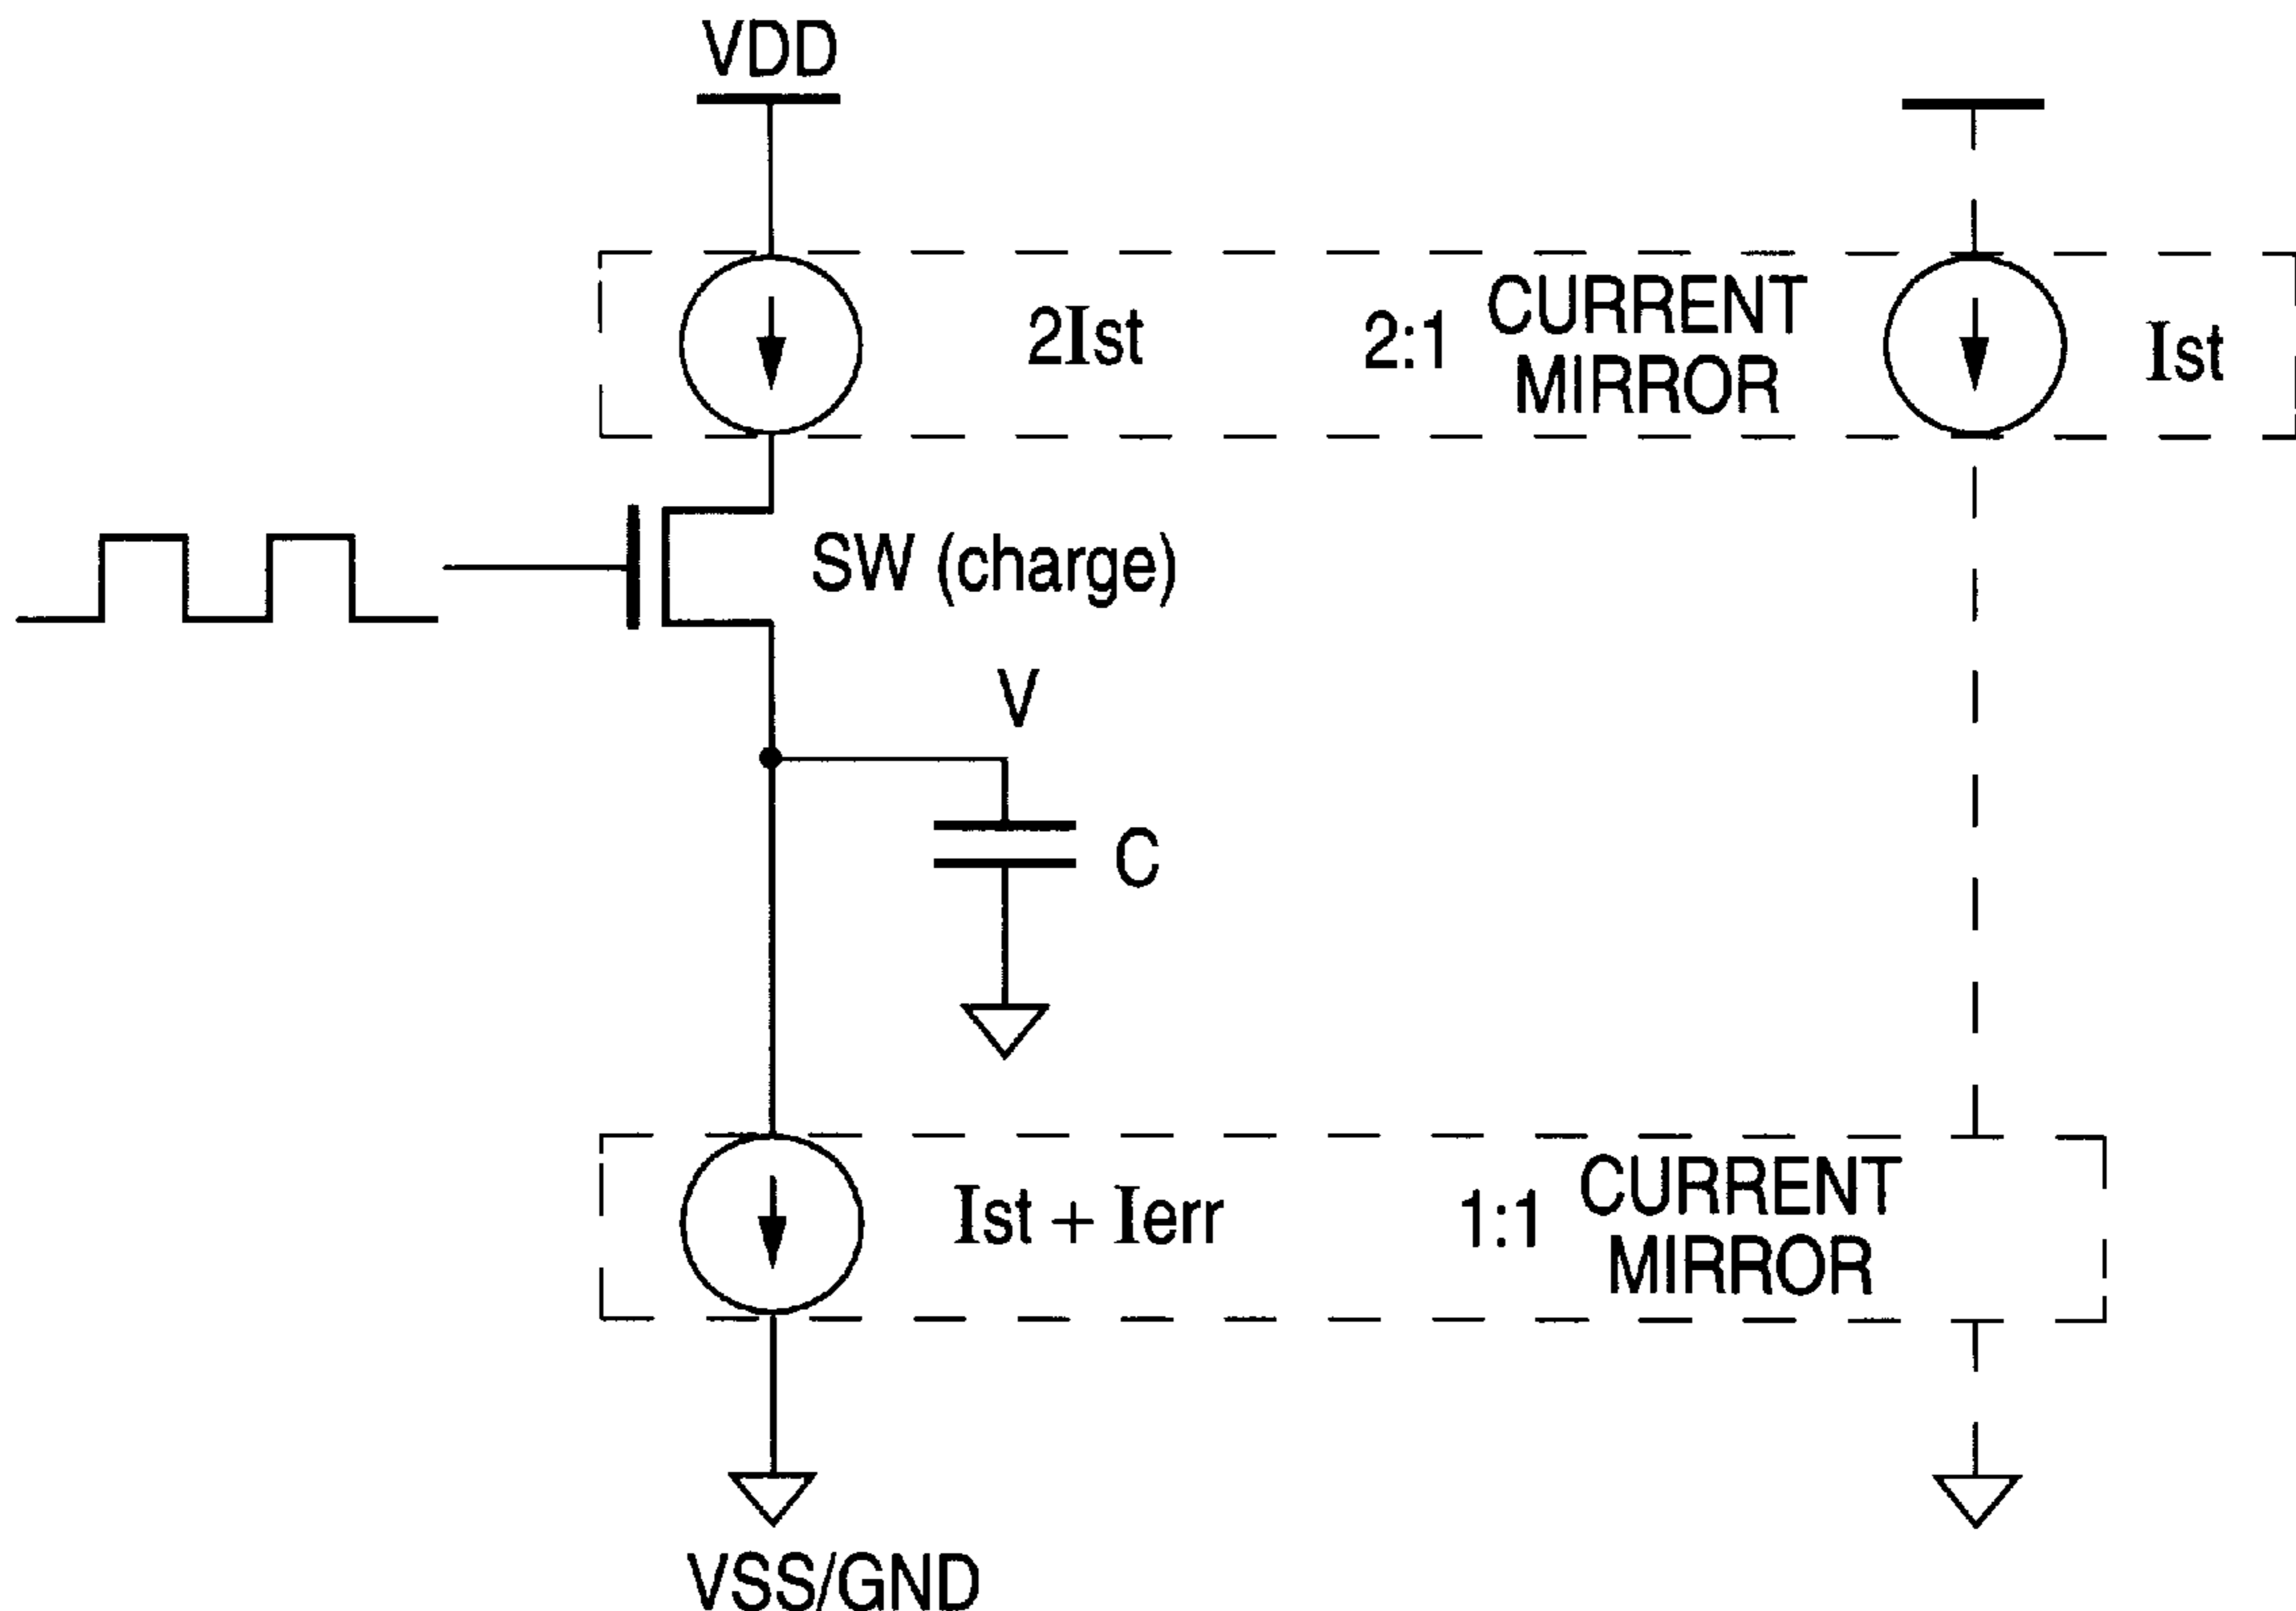 VDD
2Ist
2:1
CURRENT
MIRROR
Ist
SW (charge)
V
C
Ist + Ierr
1:1
CURRENT
MIRROR
VSS/GND